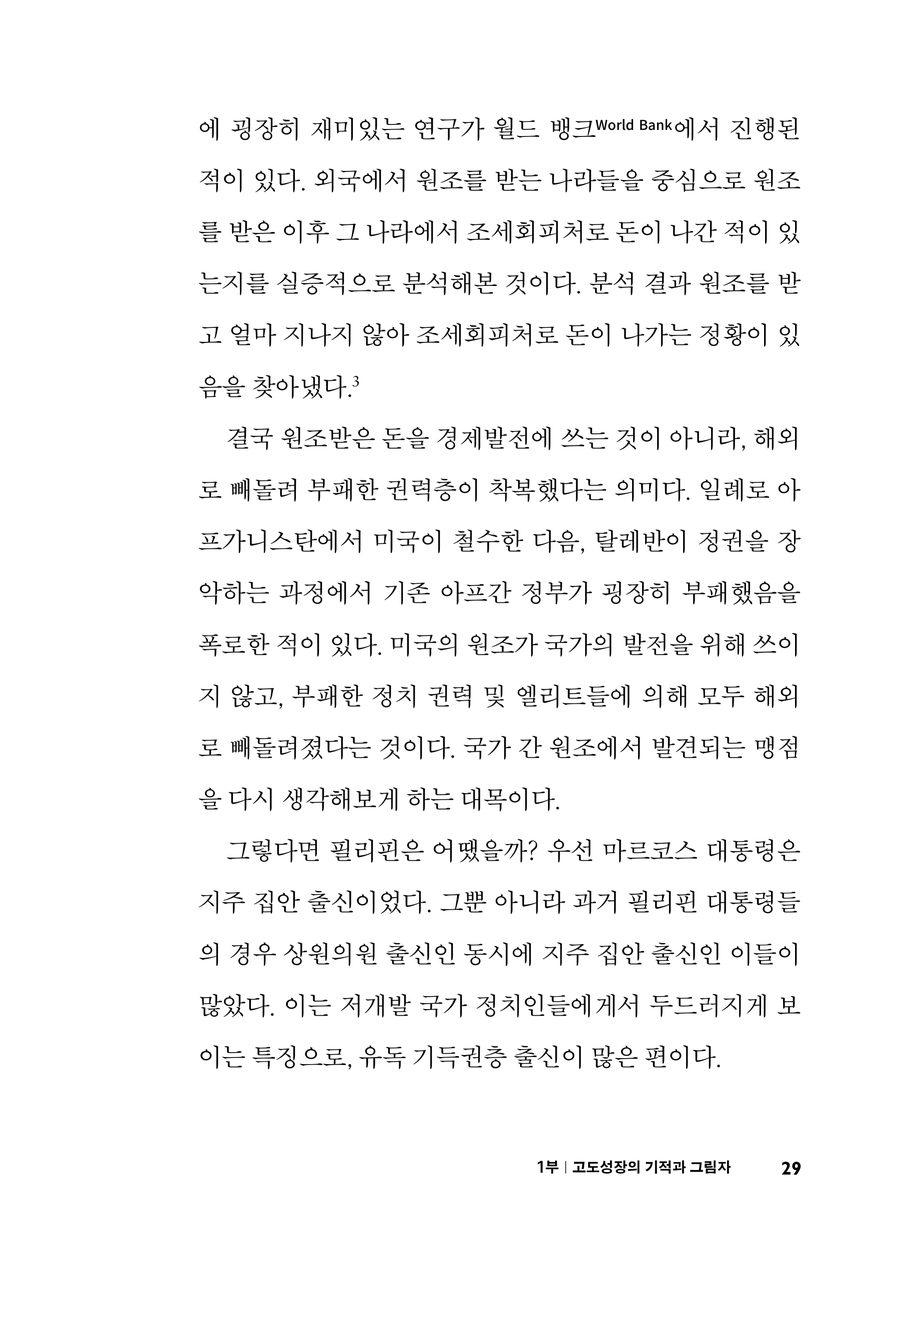 에 굉장히 재미있는 연구가 월드 뱅크World Bank에서 진행된
적이 있다. 외국에서 원조를 받는 나라들을 중심으로 원조
를 받은 이후 그 나라에서 조세회피처로 돈이 나간 적이 있
는지를 실증적으로 분석해본 것이다. 분석 결과 원조를 받
고 얼마 지나지 않아 조세회피처로 돈이 나가는 정황이 있
음을 찾아냈다.3
결국 원조받은 돈을 경제발전에 쓰는 것이 아니라, 해외
로 빼돌려 부패한 권력층이 착복했다는 의미다. 일례로 아
프가니스탄에서 미국이 철수한 다음, 탈레반이 정권을 장
악하는 과정에서 기존 아프간 정부가 굉장히 부패했음을
폭로한 적이 있다. 미국의 원조가 국가의 발전을 위해 쓰이
지 않고, 부패한 정치 권력 및 엘리트들에 의해 모두 해외
로 빼돌려졌다는 것이다. 국가 간 원조에서 발견되는 맹점
을 다시 생각해보게 하는 대목이다.
그렇다면 필리핀은 어땠을까? 우선 마르코스 대통령은
지주 집안 출신이었다. 그뿐 아니라 과거 필리핀 대통령들
의 경우 상원의원 출신인 동시에 지주 집안 출신인 이들이
많았다. 이는 저개발 국가 정치인들에게서 두드러지게 보
이는 특징으로, 유독 기득권층 출신이 많은 편이다.
1부 | 고도성장의 기적과 그림자 29